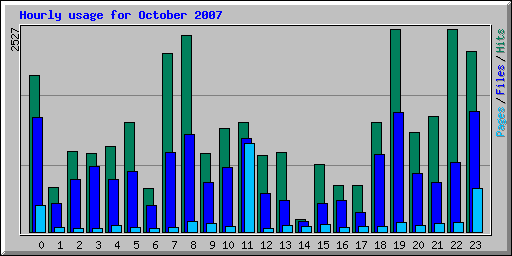 Hourly usage for October 2007
2527
Pages/Files/Hits
0 1 2 3 4 5 6 7 8 9 10 11 12 13 14 15 16 17 18 19 20 21 22 23